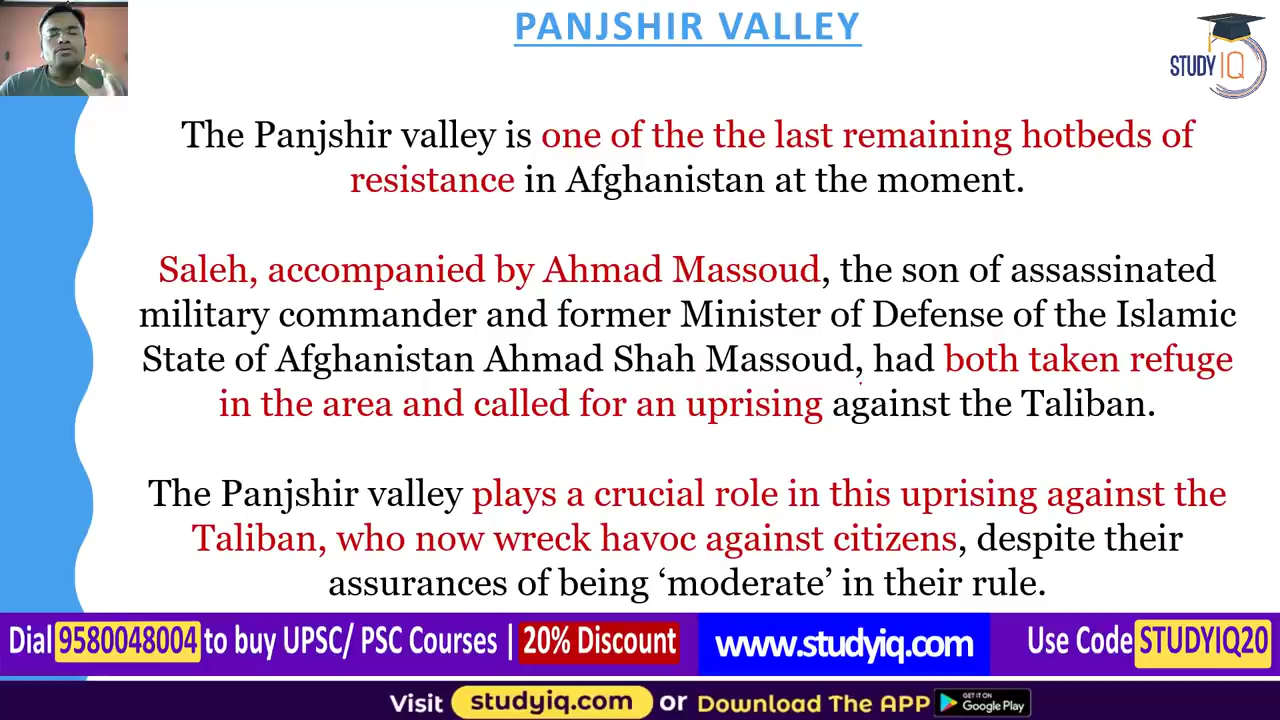 PANJSHIR VALLEY
STUDY IQ
The Panjshir valley is one of the the last remaining hotbeds of
resistance in Afghanistan at the moment.
Saleh, accompanied by Ahmad Massoud, the son of assassinated
military commander and former Minister of Defense of the Islamic
State of Afghanistan Ahmad Shah Massoud, had both taken refuge
in the area and called for an uprising against the Taliban.
The Panjshir valley plays a crucial role in this uprising against the
Taliban, who now wreck havoc against citizens, despite their
assurances of being ‘moderate’ in their rule.
Dial 9580048004 to buy UPSC/ PSC Courses | 20% Discount
www.studyiq.com
Use Code STUDYIQ20
Visit studyiq.com or Download The APP GET IT ON Google Play